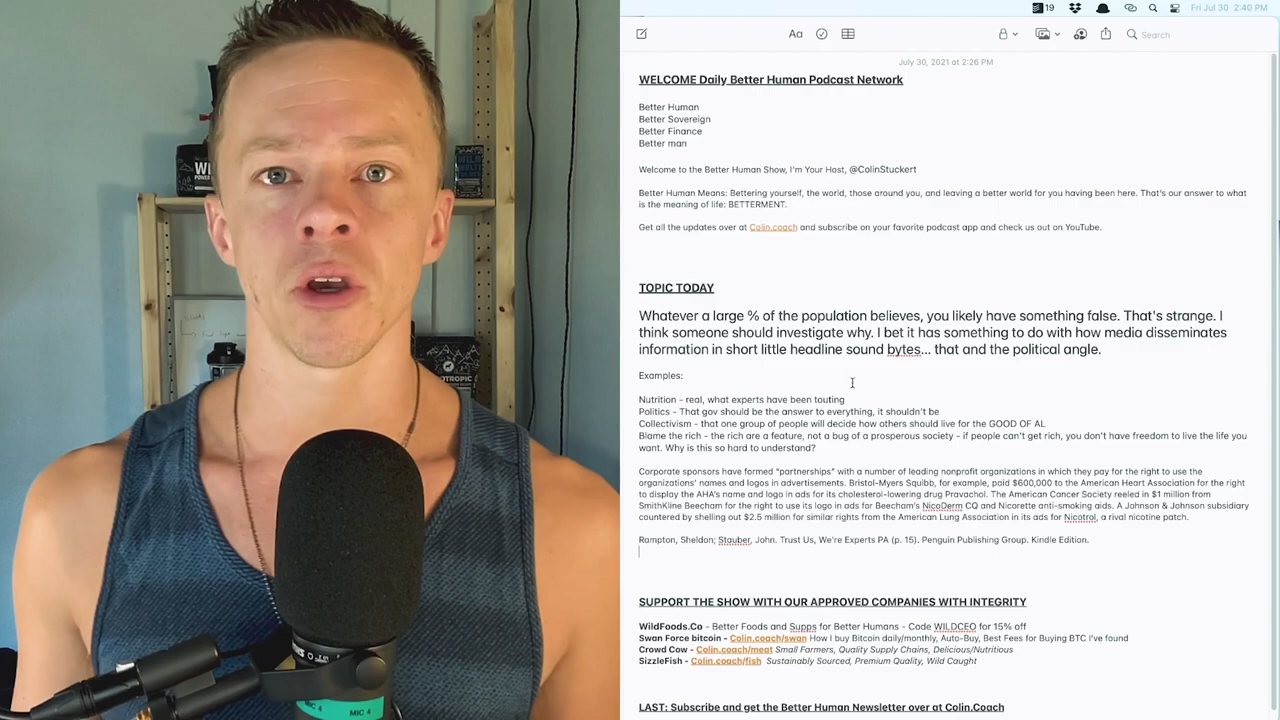 19
Fri Jul 30 2:40 PM
Aa
Search
July 30, 2021 at 2:26 PM
WELCOME Daily Better Human Podcast Network
Better Human
Better Sovereign
Better Finance
Better man
Welcome to the Better Human Show, I'm Your Host, @ColinStuckert
Better Human Means: Bettering yourself, the world, those around you, and leaving a better world for you having been here. That's our answer to what
is the meaning of life: BETTERMENT.
Get all the updates over at Colin.coach and subscribe on your favorite podcast app and check us out on YouTube.
TOPIC TODAY
Whatever a large % of the population believes, you likely have something false. That's strange. I
think someone should investigate why. I bet it has something to do with how media disseminates
information in short little headline sound bytes... that and the political angle.
Examples:
Nutrition - real, what experts have been touting
Politics - That gov should be the answer to everything, it shouldn't be
Collectivism - that one group of people will decide how others should live for the GOOD OF AL
Blame the rich - the rich are a feature, not a bug of a prosperous society - if people can't get rich, you don't have freedom to live the life you
want. Why is this so hard to understand?
Corporate sponsors have formed "partnerships" with a number of leading nonprofit organizations in which they pay for the right to use the
organizations' names and logos in advertisements. Bristol-Myers Squibb, for example, paid $600,000 to the American Heart Association for the right
to display the AHA's name and logo in ads for its cholesterol-lowering drug Pravachol. The American Cancer Society reeled in $1 million from
SmithKline Beecham for the right to use its logo in ads for Beecham's NicoDerm CQ and Nicorette anti-smoking aids. A Johnson & Johnson subsidiary
countered by shelling out $2.5 million for similar rights from the American Lung Association in its ads for Nicotrol, a rival nicotine patch.
Rampton, Sheldon; Stauber, John. Trust Us, We're Experts PA (p. 15). Penguin Publishing Group. Kindle Edition.
SUPPORT THE SHOW WITH OUR APPROVED COMPANIES WITH INTEGRITY
WildFoods.Co - Better Foods and Supps for Better Humans - Code WILDCEO for 15% off
Swan Force bitcoin - Colin.coach/swan How I buy Bitcoin daily/monthly, Auto-Buy, Best Fees for Buying BTC I've found
Crowd Cow - Colin.coach/meat Small Farmers, Quality Supply Chains, Delicious/Nutritious
SizzleFish - Colin.coach/fish Sustainably Sourced, Premium Quality, Wild Caught
LAST: Subscribe and get the Better Human Newsletter over at Colin.Coach
MIC 4 MIC 4